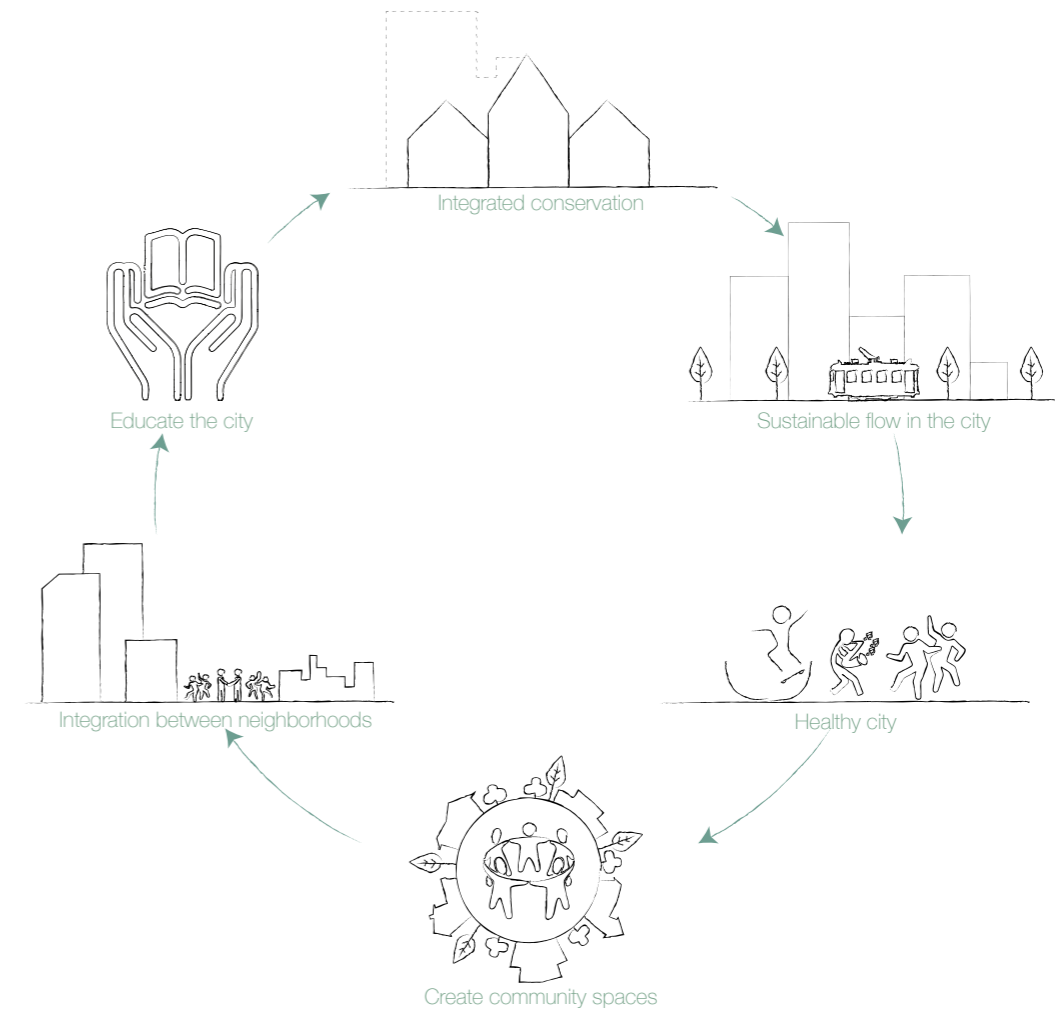 Integrated conservation
Educate the city
Sustainable flow in the city
Integration between neighborhoods
Healthy city
Create community spaces